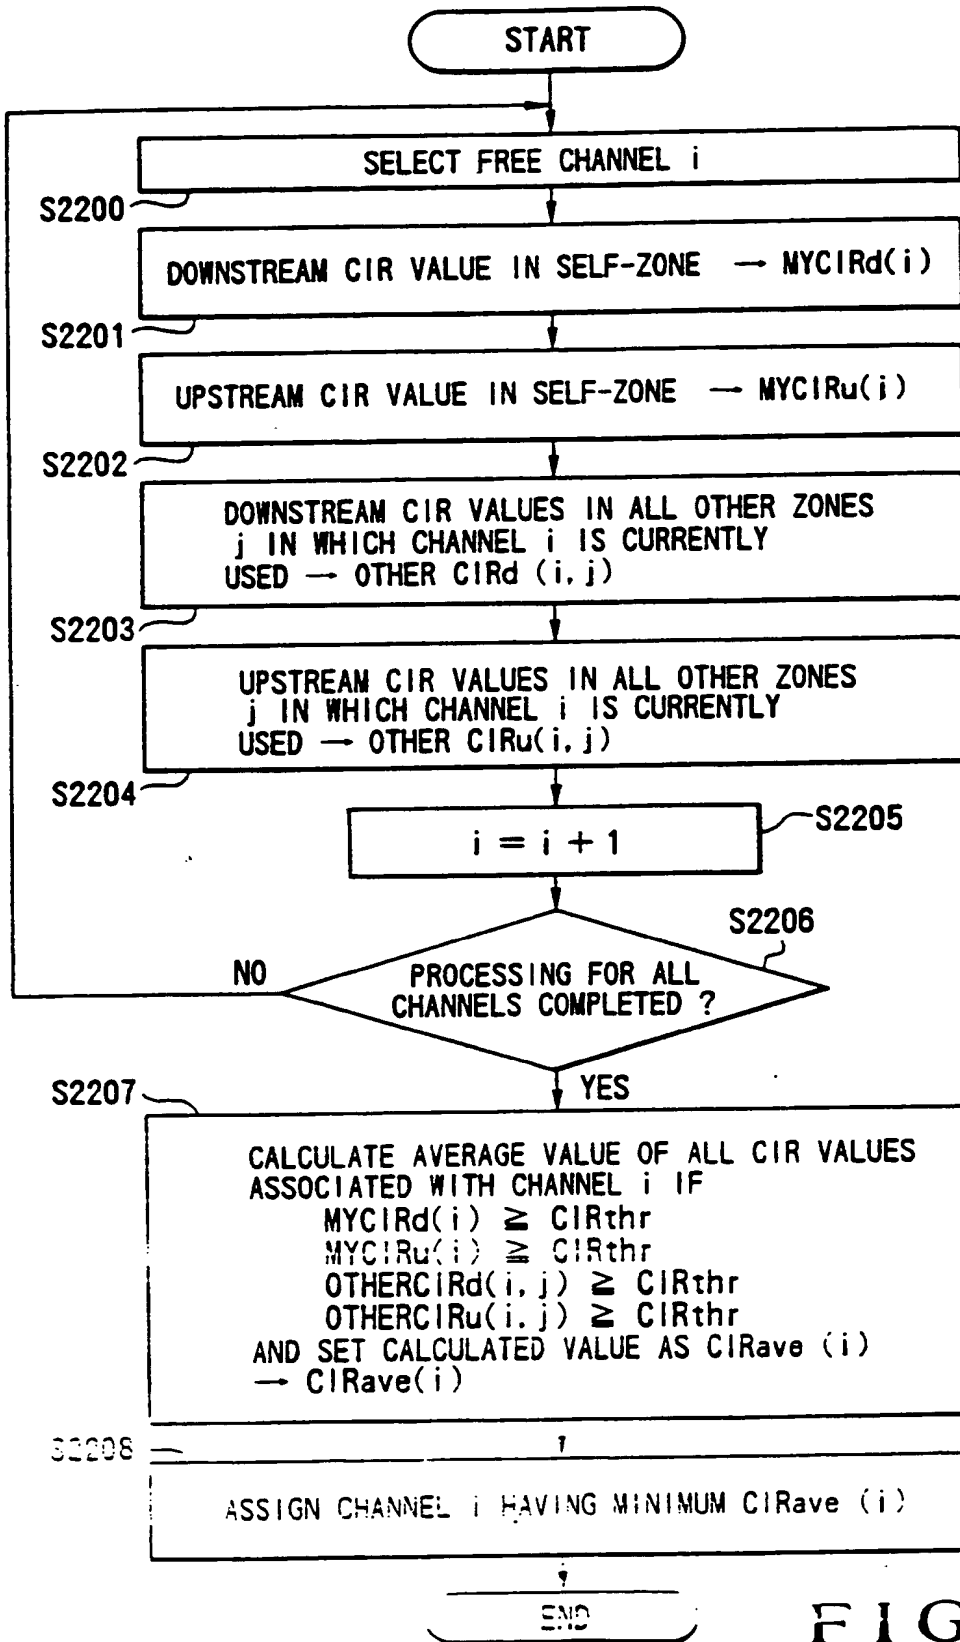 START
SELECT FREE CHANNEL i
S2200
DOWNSTREAM CIR VALUE IN SELF-ZONE → MYCIRd(i)
S2201
UPSTREAM CIR VALUE IN SELF-ZONE → MYCIRu(i)
S2202
DOWNSTREAM CIR VALUES IN ALL OTHER ZONES
j IN WHICH CHANNEL i IS CURRENTLY
USED → OTHER CIRd (i, j)
S2203
UPSTREAM CIR VALUES IN ALL OTHER ZONES
j IN WHICH CHANNEL i IS CURRENTLY
USED → OTHER CIRu(i, j)
S2204
i = i + 1
S2205
S2206
NO
PROCESSING FOR ALL
CHANNELS COMPLETED ?
YES
S2207
CALCULATE AVERAGE VALUE OF ALL CIR VALUES
ASSOCIATED WITH CHANNEL i IF
MYCIRd(i) ≧ CIRthr
MYCIRu(i) ≧ CIRthr
OTHERCIRd(i, j) ≧ CIRthr
OTHERCIRu(i, j) ≧ CIRthr
AND SET CALCULATED VALUE AS CIRave (i)
→ CIRave(i)
S2208
ASSIGN CHANNEL i HAVING MINIMUM CIRave (i)
END
FIG